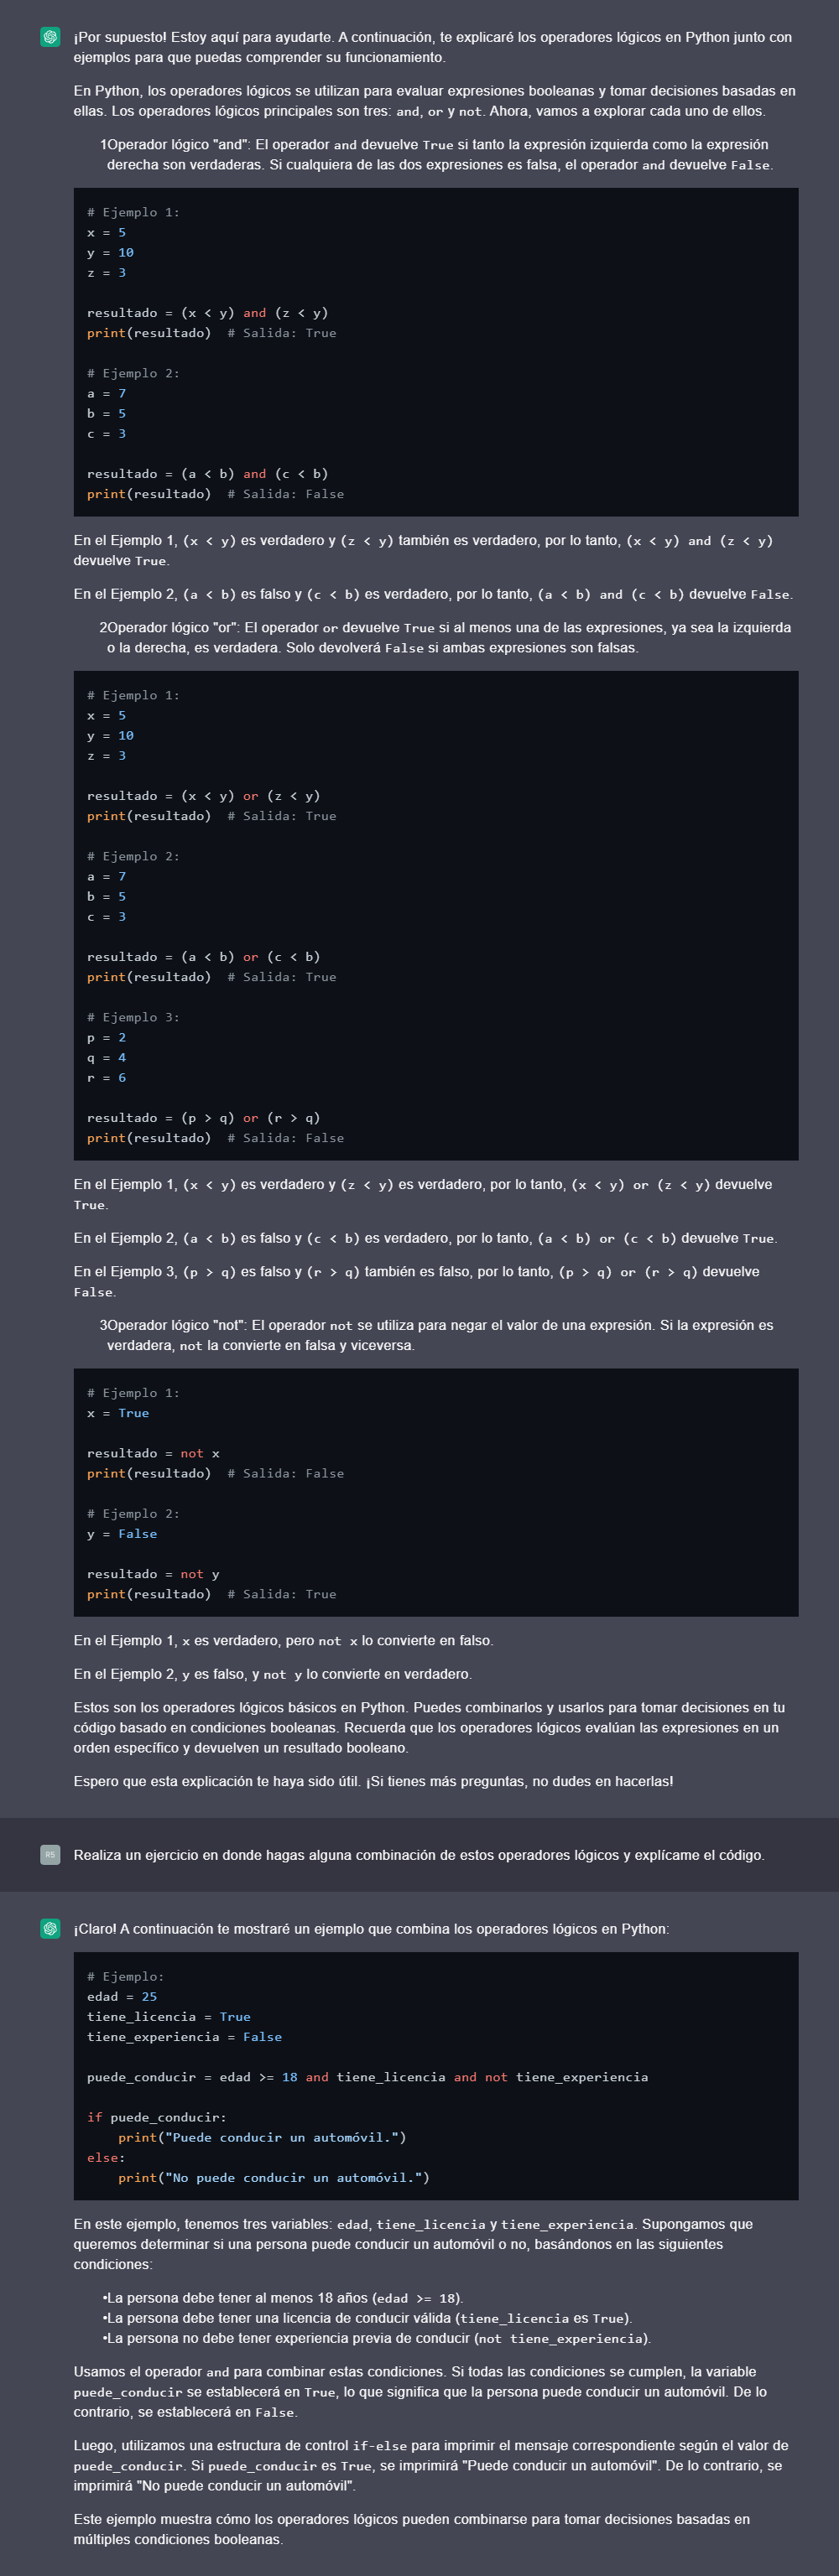 ¡Por supuesto! Estoy aquí para ayudarte. A continuación, te explicaré los operadores lógicos en Python junto con
ejemplos para que puedas comprender su funcionamiento.
En Python, los operadores lógicos se utilizan para evaluar expresiones booleanas y tomar decisiones basadas en
ellas. Los operadores lógicos principales son tres: and, or y not. Ahora, vamos a explorar cada uno de ellos.
1Operador lógico "and": El operador and devuelve True si tanto la expresión izquierda como la expresión
derecha son verdaderas. Si cualquiera de las dos expresiones es falsa, el operador and devuelve False.
# Ejemplo 1:
x = 5
y = 10
z = 3
resultado = (x < y) and (z < y)
print(resultado)  # Salida: True
# Ejemplo 2:
a = 7
b = 5
c = 3
resultado = (a < b) and (c < b)
print(resultado)  # Salida: False
En el Ejemplo 1, (x < y) es verdadero y (z < y) también es verdadero, por lo tanto, (x < y) and (z < y)
devuelve True.
En el Ejemplo 2, (a < b) es falso y (c < b) es verdadero, por lo tanto, (a < b) and (c < b) devuelve False.
2Operador lógico "or": El operador or devuelve True si al menos una de las expresiones, ya sea la izquierda
o la derecha, es verdadera. Solo devolverá False si ambas expresiones son falsas.
# Ejemplo 1:
x = 5
y = 10
z = 3
resultado = (x < y) or (z < y)
print(resultado)  # Salida: True
# Ejemplo 2:
a = 7
b = 5
c = 3
resultado = (a < b) or (c < b)
print(resultado)  # Salida: True
# Ejemplo 3:
p = 2
q = 4
r = 6
resultado = (p > q) or (r > q)
print(resultado)  # Salida: False
En el Ejemplo 1, (x < y) es verdadero y (z < y) es verdadero, por lo tanto, (x < y) or (z < y) devuelve
True.
En el Ejemplo 2, (a < b) es falso y (c < b) es verdadero, por lo tanto, (a < b) or (c < b) devuelve True.
En el Ejemplo 3, (p > q) es falso y (r > q) también es falso, por lo tanto, (p > q) or (r > q) devuelve
False.
3Operador lógico "not": El operador not se utiliza para negar el valor de una expresión. Si la expresión es
verdadera, not la convierte en falsa y viceversa.
# Ejemplo 1:
x = True
resultado = not x
print(resultado)  # Salida: False
# Ejemplo 2:
y = False
resultado = not y
print(resultado)  # Salida: True
En el Ejemplo 1, x es verdadero, pero not x lo convierte en falso.
En el Ejemplo 2, y es falso, y not y lo convierte en verdadero.
Estos son los operadores lógicos básicos en Python. Puedes combinarlos y usarlos para tomar decisiones en tu
código basado en condiciones booleanas. Recuerda que los operadores lógicos evalúan las expresiones en un
orden específico y devuelven un resultado booleano.
Espero que esta explicación te haya sido útil. ¡Si tienes más preguntas, no dudes en hacerlas!
RS
Realiza un ejercicio en donde hagas alguna combinación de estos operadores lógicos y explícame el código.
¡Claro! A continuación te mostraré un ejemplo que combina los operadores lógicos en Python:
# Ejemplo:
edad = 25
tiene_licencia = True
tiene_experiencia = False
puede_conducir = edad >= 18 and tiene_licencia and not tiene_experiencia
if puede_conducir:
    print("Puede conducir un automóvil.")
else:
    print("No puede conducir un automóvil.")
En este ejemplo, tenemos tres variables: edad, tiene_licencia y tiene_experiencia. Supongamos que
queremos determinar si una persona puede conducir un automóvil o no, basándonos en las siguientes
condiciones:
•La persona debe tener al menos 18 años (edad >= 18).
•La persona debe tener una licencia de conducir válida (tiene_licencia es True).
•La persona no debe tener experiencia previa de conducir (not tiene_experiencia).
Usamos el operador and para combinar estas condiciones. Si todas las condiciones se cumplen, la variable
puede_conducir se establecerá en True, lo que significa que la persona puede conducir un automóvil. De lo
contrario, se establecerá en False.
Luego, utilizamos una estructura de control if-else para imprimir el mensaje correspondiente según el valor de
puede_conducir. Si puede_conducir es True, se imprimirá "Puede conducir un automóvil". De lo contrario, se
imprimirá "No puede conducir un automóvil".
Este ejemplo muestra cómo los operadores lógicos pueden combinarse para tomar decisiones basadas en
múltiples condiciones booleanas.